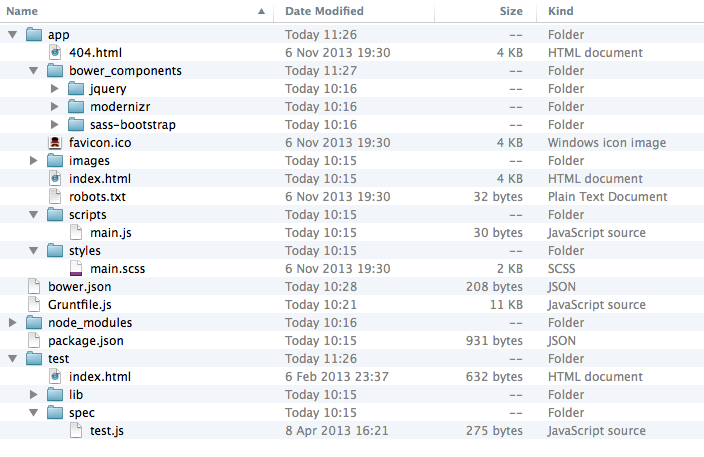 Name Date Modified Size Kind
app Today 11:26 -- Folder
404.html 6 Nov 2013 19:30 4 KB HTML document
bower_components Today 11:27 -- Folder
jquery Today 10:16 -- Folder
modernizr Today 10:16 -- Folder
sass-bootstrap Today 10:16 -- Folder
favicon.ico 6 Nov 2013 19:30 4 KB Windows icon image
images Today 10:15 -- Folder
index.html Today 10:15 4 KB HTML document
robots.txt 6 Nov 2013 19:30 32 bytes Plain Text Document
scripts Today 10:15 -- Folder
main.js Today 10:15 30 bytes JavaScript source
styles Today 10:15 -- Folder
main.scss 6 Nov 2013 19:30 2 KB SCSS
bower.json Today 10:28 208 bytes JSON
Gruntfile.js Today 10:21 11 KB JavaScript source
node_modules Today 10:16 -- Folder
package.json Today 10:15 931 bytes JSON
test Today 11:26 -- Folder
index.html 6 Feb 2013 23:37 632 bytes HTML document
lib Today 10:15 -- Folder
spec Today 10:15 -- Folder
test.js 8 Apr 2013 16:21 275 bytes JavaScript source